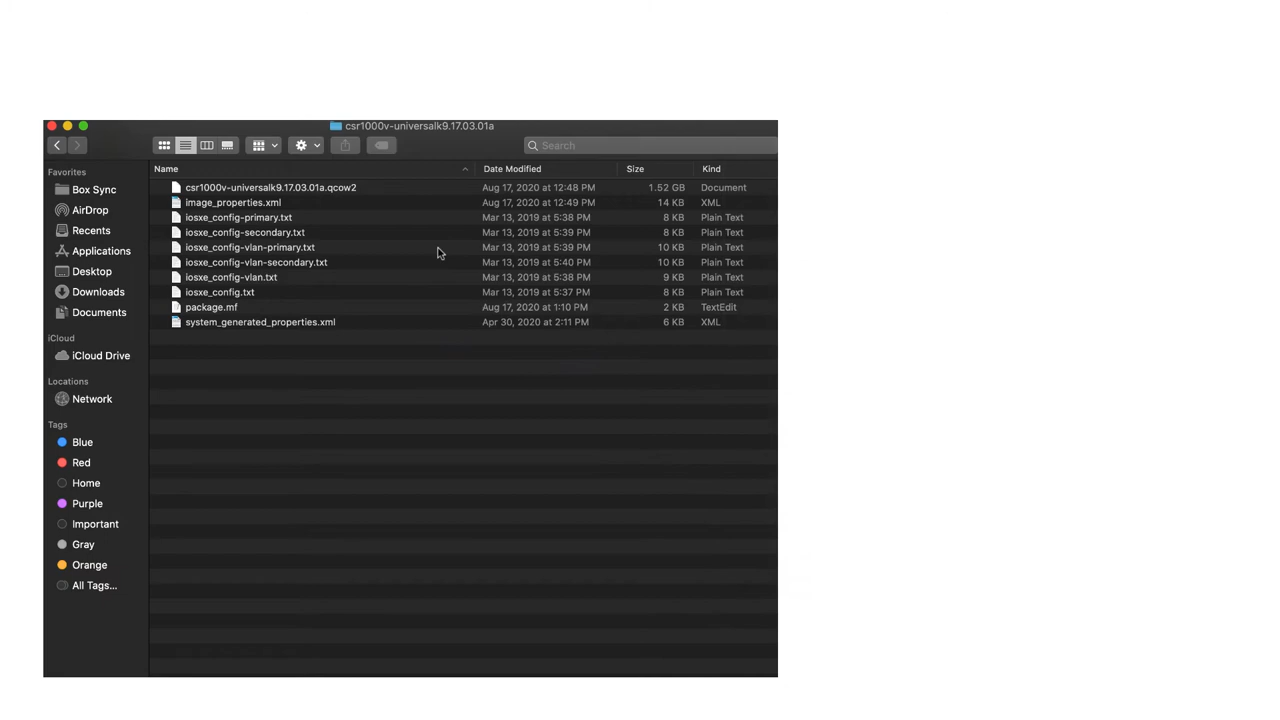 csr1000v-universalk9.17.03.01a
Search
Favorites
Box Sync
AirDrop
Recents
Applications
Desktop
Downloads
Documents
iCloud
iCloud Drive
Locations
Network
Tags
Blue
Red
Home
Purple
Important
Gray
Orange
All Tags...
Name Date Modified Size Kind
csr1000v-universalk9.17.03.01a.qcow2 Aug 17, 2020 at 12:48 PM 1.52 GB Document
image_properties.xml Aug 17, 2020 at 12:49 PM 14 KB XML
iosxe_config-primary.txt Mar 13, 2019 at 5:38 PM 8 KB Plain Text
iosxe_config-secondary.txt Mar 13, 2019 at 5:39 PM 8 KB Plain Text
iosxe_config-vlan-primary.txt Mar 13, 2019 at 5:39 PM 10 KB Plain Text
iosxe_config-vlan-secondary.txt Mar 13, 2019 at 5:40 PM 10 KB Plain Text
iosxe_config-vlan.txt Mar 13, 2019 at 5:38 PM 9 KB Plain Text
iosxe_config.txt Mar 13, 2019 at 5:37 PM 8 KB Plain Text
package.mf Aug 17, 2020 at 1:10 PM 2 KB TextEdit
system_generated_properties.xml Apr 30, 2020 at 2:11 PM 6 KB XML